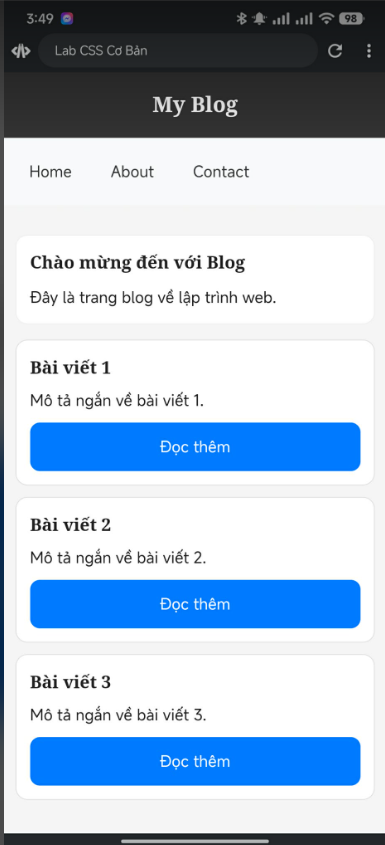 3:49
98
Lab CSS Cơ Bản
My Blog
Home About Contact
Chào mừng đến với Blog
Đây là trang blog về lập trình web.
Bài viết 1
Mô tả ngắn về bài viết 1.
Đọc thêm
Bài viết 2
Mô tả ngắn về bài viết 2.
Đọc thêm
Bài viết 3
Mô tả ngắn về bài viết 3.
Đọc thêm